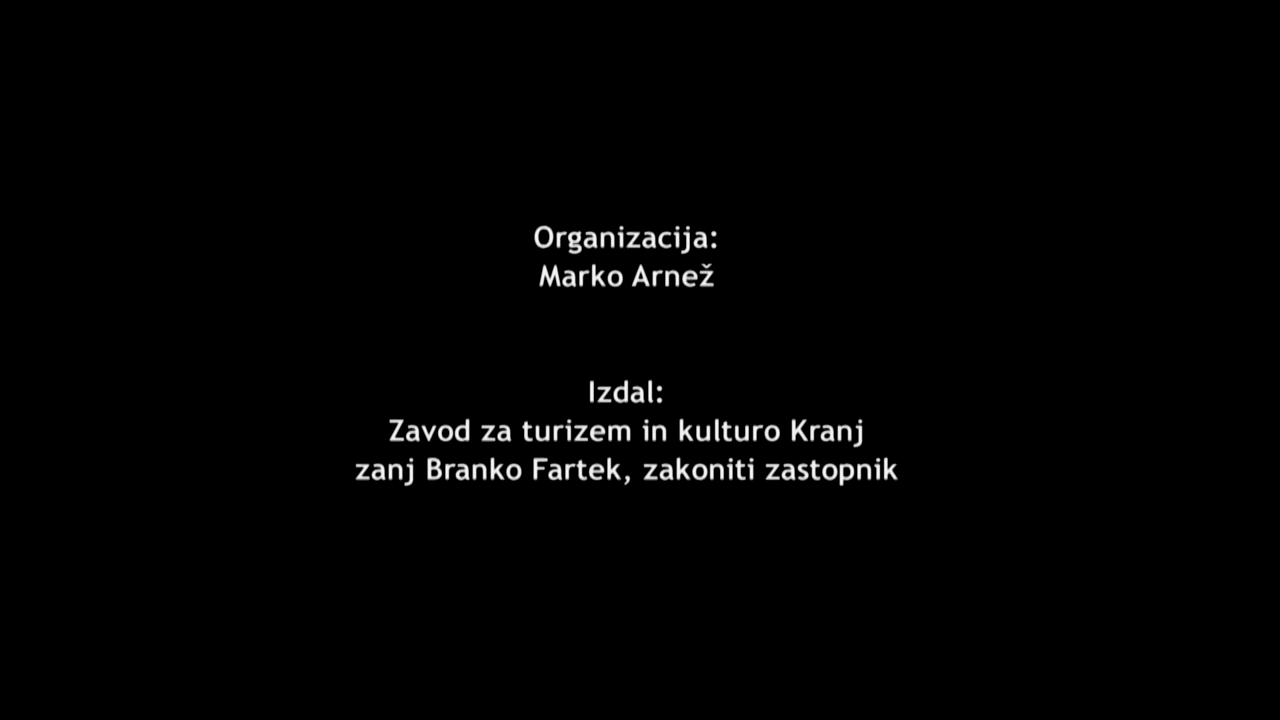 Organizacija:
Marko Arnež
Izdal:
Zavod za turizem in kulturo Kranj
zanj Branko Fartek, zakoniti zastopnik